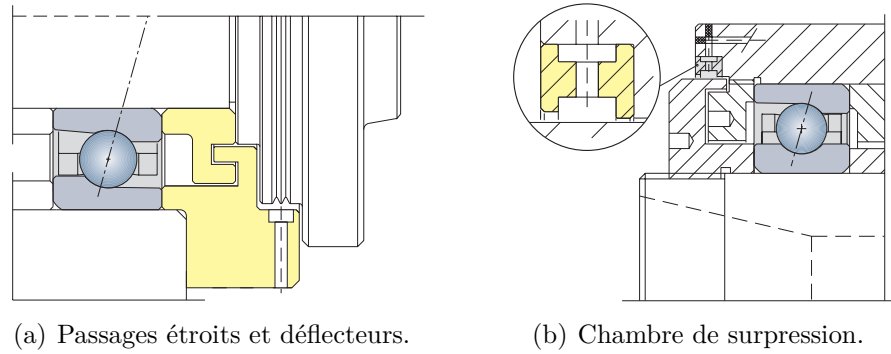 (a) Passages étroits et déflecteurs.
(b) Chambre de surpression.